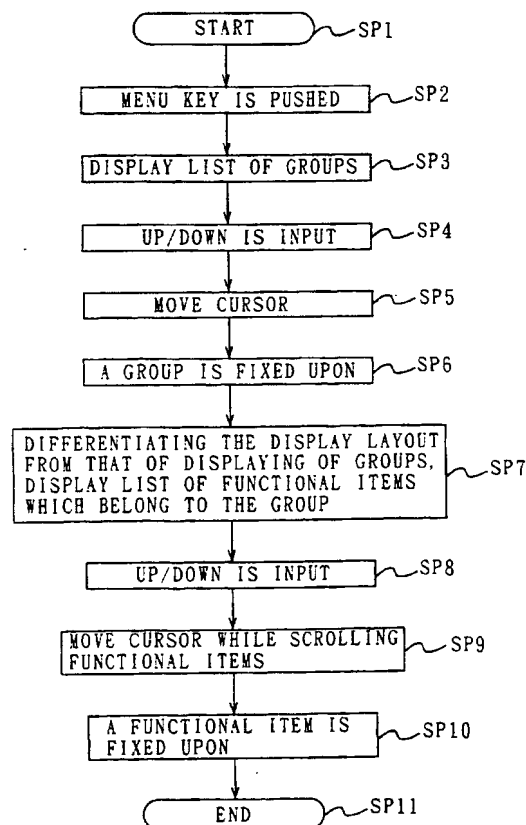 START SP1
MENU KEY IS PUSHED SP2
DISPLAY LIST OF GROUPS SP3
UP/DOWN IS INPUT SP4
MOVE CURSOR SP5
A GROUP IS FIXED UPON SP6
DIFFERENTIATING THE DISPLAY LAYOUT
FROM THAT OF DISPLAYING OF GROUPS,
DISPLAY LIST OF FUNCTIONAL ITEMS
WHICH BELONG TO THE GROUP
SP7
UP/DOWN IS INPUT SP8
MOVE CURSOR WHILE SCROLLING
FUNCTIONAL ITEMS
SP9
A FUNCTIONAL ITEM IS
FIXED UPON
SP10
END SP11